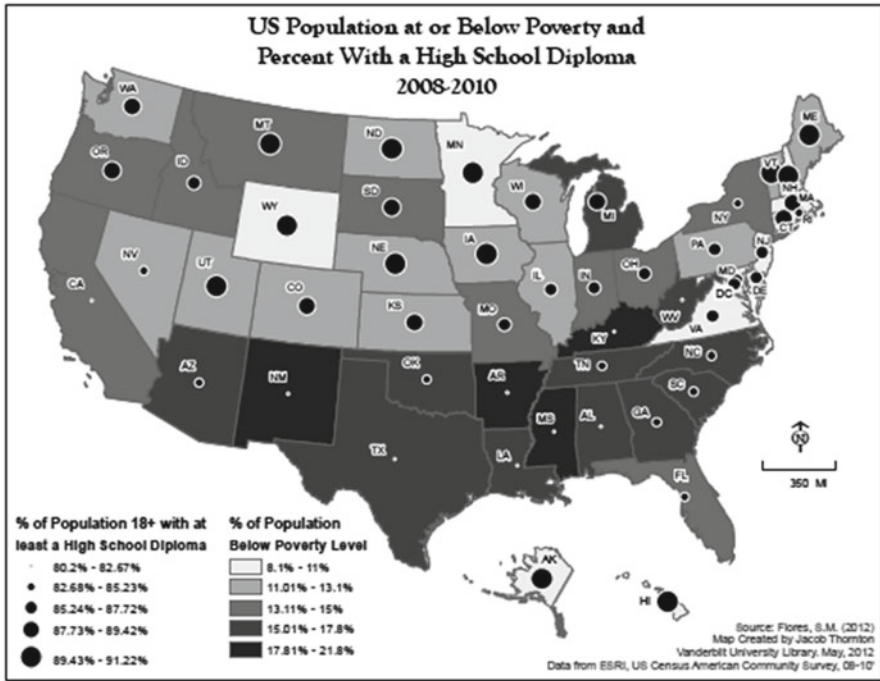 US Population at or Below Poverty and
Percent With a High School Diploma
2008-2010
WA
MT
ND
MN
ME
OR
ID
SD
WI
MI
VT
NH
MA
NY
RI
CT
WY
IA
NE
PA
NJ
NV
UT
CO
IL
IN
OH
MD
DC
DE
CA
KS
MO
WV
VA
KY
AZ
NM
OK
AR
TN
NC
SC
MS
AL
GA
TX
LA
FL
AK
HI
N
350 MI
% of Population 18+ with at
least a High School Diploma
80.2% - 82.67%
82.68% - 85.23%
85.24% - 87.72%
87.73% - 89.42%
89.43% - 91.22%
% of Population
Below Poverty Level
8.1% - 11%
11.01% - 13.1%
13.11% - 15%
15.01% - 17.8%
17.81% - 21.8%
Source: Flores, S.M. (2012)
Map Created by Jacob Thornton
Vanderbilt University Library. May, 2012
Data from ESRI, US Census American Community Survey, 08-10'